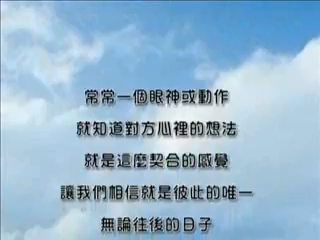 常常一個眼神或動作
就知道對方心裡的想法
就是這麼契合的感覺
讓我們相信就是彼此的唯一
無論往後的日子